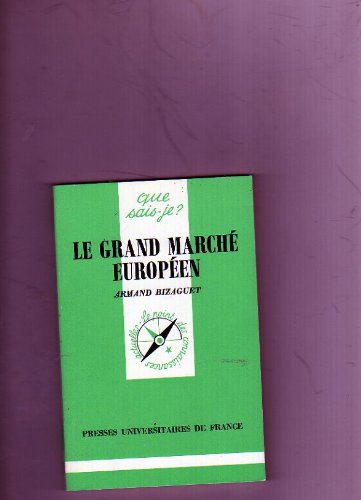 que
sais-je?
LE GRAND MARCHÉ
EUROPÉEN
ARMAND BIZAGUET
le point des connaissances actuelles
PRESSES UNIVERSITAIRES DE FRANCE